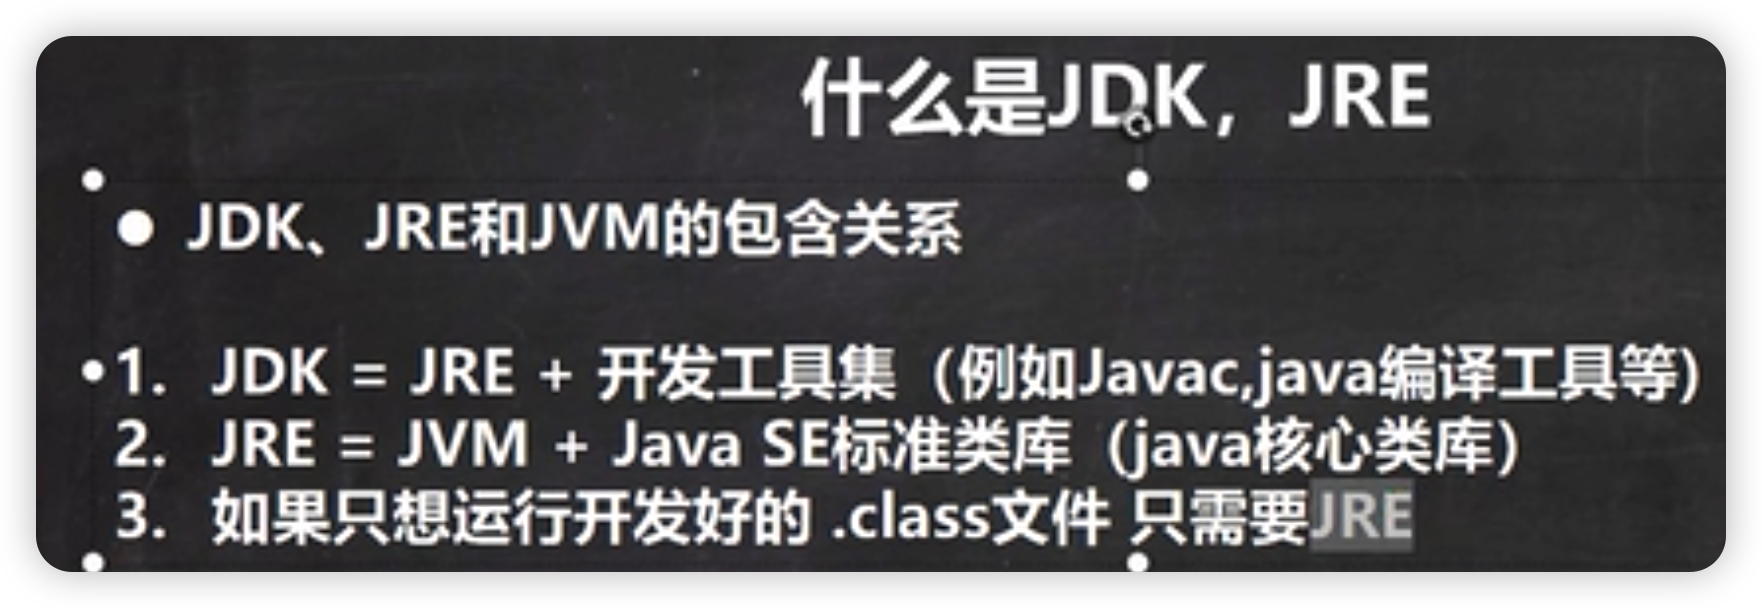 什么是JDK，JRE
● JDK、JRE和JVM的包含关系
1. JDK = JRE + 开发工具集（例如Javac,java编译工具等）
2. JRE = JVM + Java SE标准类库（java核心类库）
3. 如果只想运行开发好的 .class文件 只需要JRE